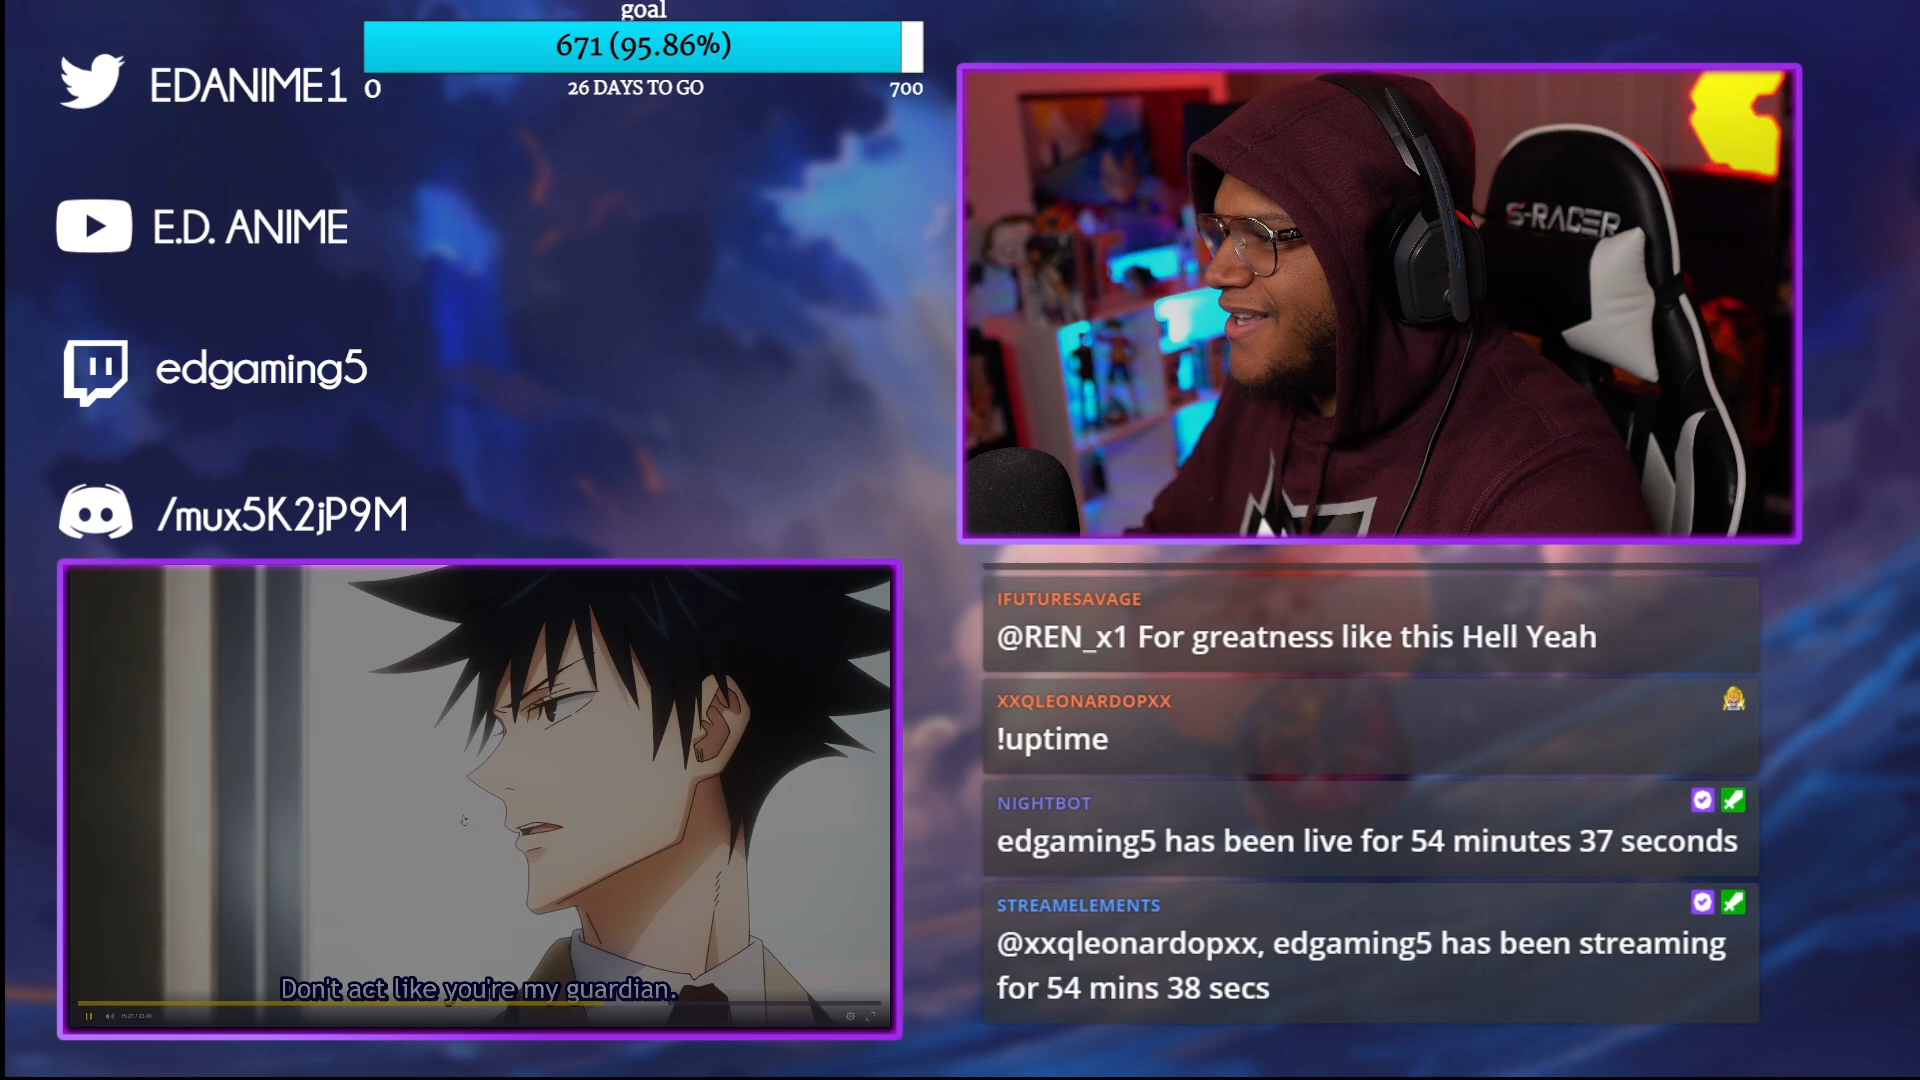 goal
671 (95.86%)
0
26 DAYS TO GO
700
EDANIME1
E.D. ANIME
edgaming5
/mux5K2jP9M
S-RACER
Don't act like you're my guardian.
IFUTURESAVAGE
@REN_x1 For greatness like this Hell Yeah
XXQLEONARDOPXX
!uptime
NIGHTBOT
edgaming5 has been live for 54 minutes 37 seconds
STREAMELEMENTS
@xxqleonardopxx, edgaming5 has been streaming
for 54 mins 38 secs